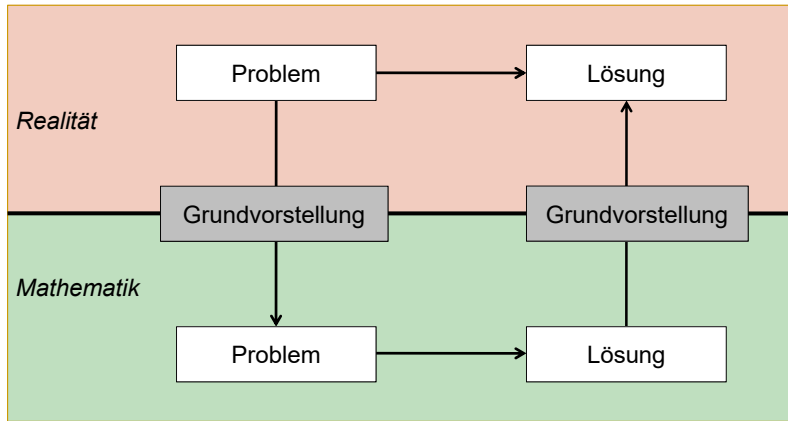 Problem
Lösung
Realität
Grundvorstellung
Grundvorstellung
Mathematik
Problem
Lösung